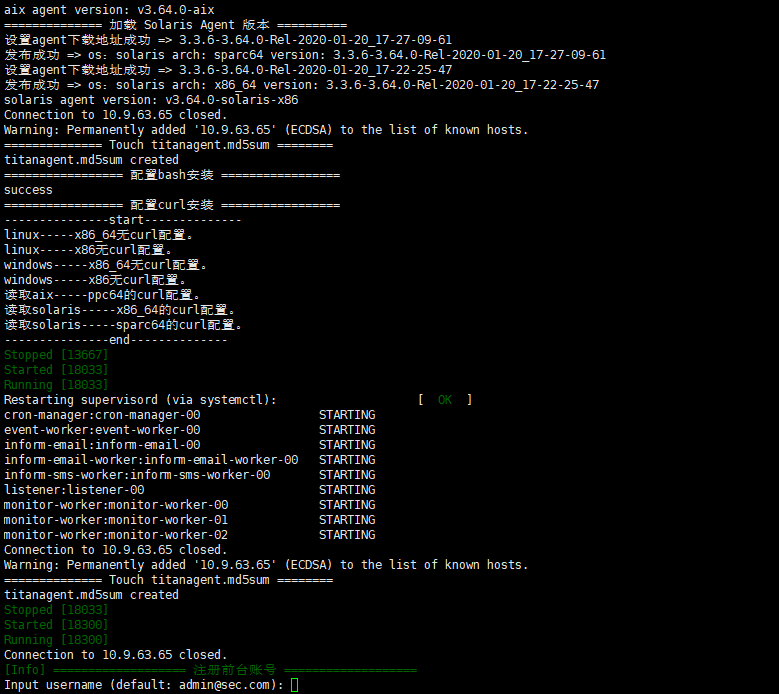 aix agent version: v3.64.0-aix
============= 加载 Solaris Agent 版本 ==========
设置agent下载地址成功 => 3.3.6-3.64.0-Rel-2020-01-20_17-27-09-61
发布成功 => os: solaris arch: sparc64 version: 3.3.6-3.64.0-Rel-2020-01-20_17-27-09-61
设置agent下载地址成功 => 3.3.6-3.64.0-Rel-2020-01-20_17-22-25-47
发布成功 => os: solaris arch: x86_64 version: 3.3.6-3.64.0-Rel-2020-01-20_17-22-25-47
solaris agent version: v3.64.0-solaris-x86
Connection to 10.9.63.65 closed.
Warning: Permanently added '10.9.63.65' (ECDSA) to the list of known hosts.
============== Touch titanagent.md5sum ========
titanagent.md5sum created
================= 配置bash安装 =================
success
================= 配置curl安装 =================
---------------start--------------
linux-----x86_64无curl配置。
linux-----x86无curl配置。
windows-----x86_64无curl配置。
windows-----x86无curl配置。
读取aix-----ppc64的curl配置。
读取solaris-----x86_64的curl配置。
读取solaris-----sparc64的curl配置。
---------------end--------------
Stopped [13667]
Started [18033]
Running [18033]
Restarting supervisord (via systemctl): [ OK ]
cron-manager:cron-manager-00 STARTING
event-worker:event-worker-00 STARTING
inform-email:inform-email-00 STARTING
inform-email-worker:inform-email-worker-00 STARTING
inform-sms-worker:inform-sms-worker-00 STARTING
listener:listener-00 STARTING
monitor-worker:monitor-worker-00 STARTING
monitor-worker:monitor-worker-01 STARTING
monitor-worker:monitor-worker-02 STARTING
Connection to 10.9.63.65 closed.
Warning: Permanently added '10.9.63.65' (ECDSA) to the list of known hosts.
============== Touch titanagent.md5sum ========
titanagent.md5sum created
Stopped [18033]
Started [18300]
Running [18300]
Connection to 10.9.63.65 closed.
[Info] =================== 注册前台账号 ===================
Input username (default: admin@sec.com):